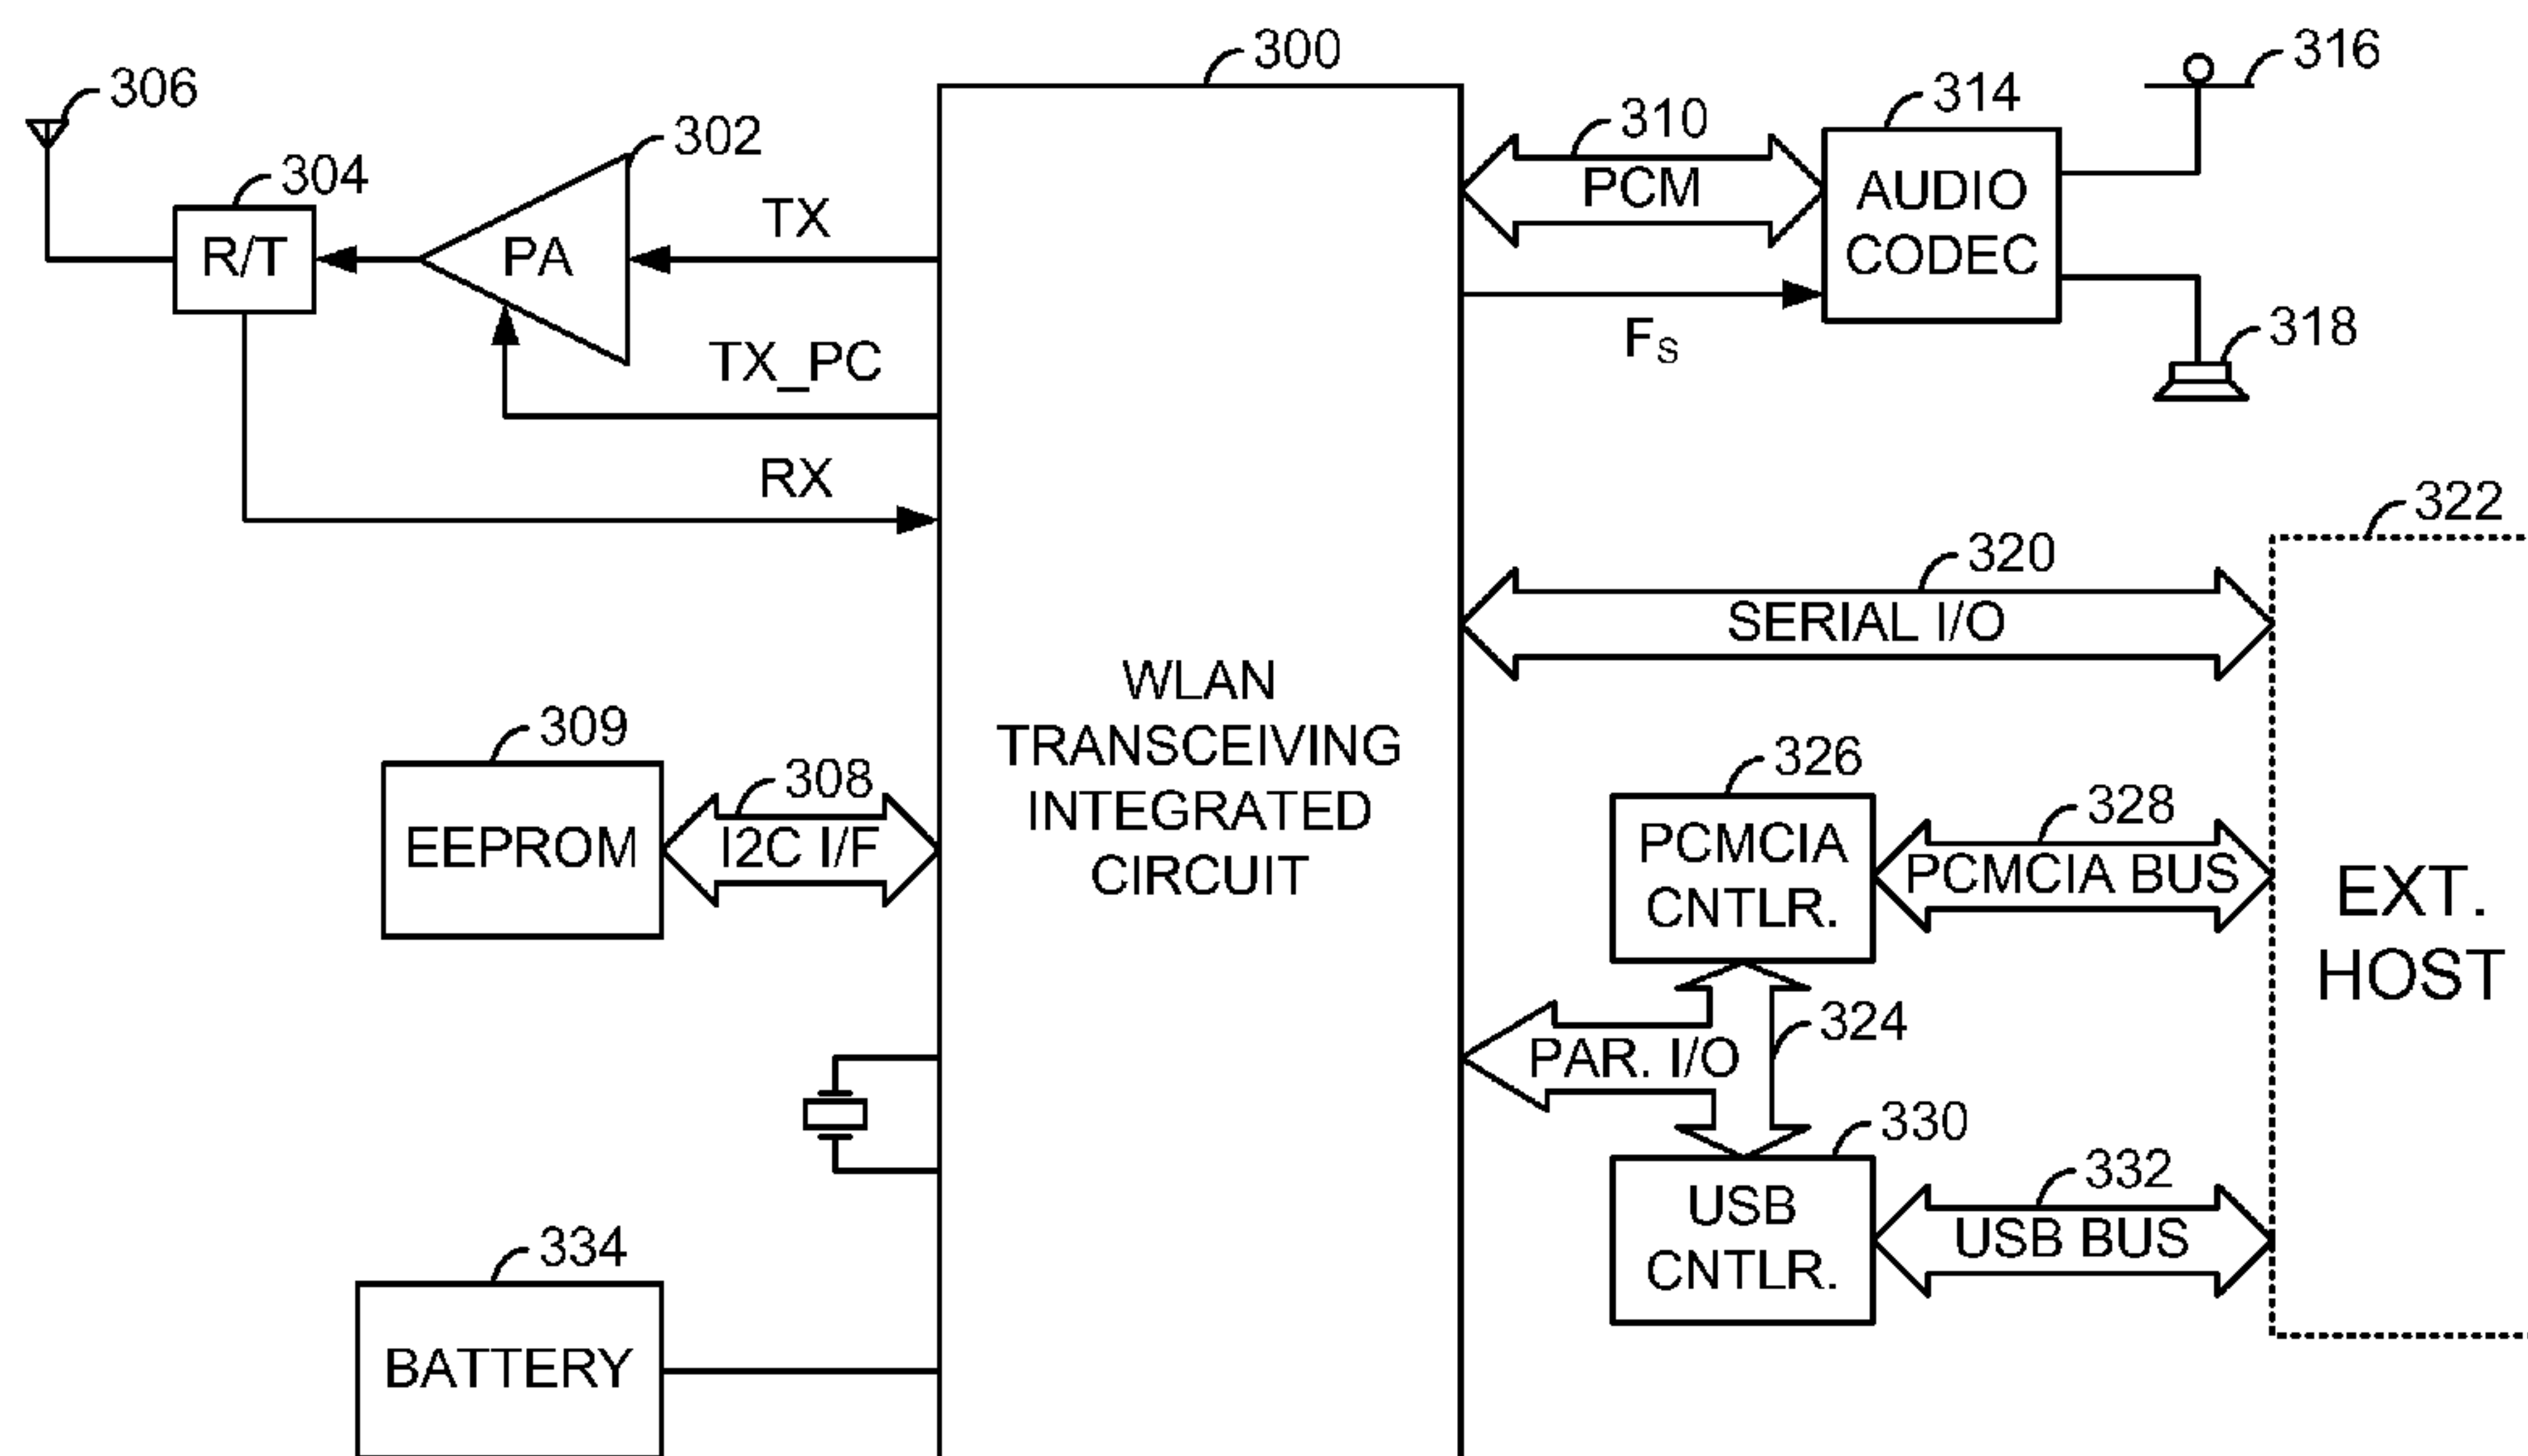 300
316
306
314
310
302
304
PCM
AUDIO
CODEC
TX
R/T
PA
FS
318
TX_PC
RX
322
320
SERIAL I/O
WLAN
TRANSCEIVING
INTEGRATED
CIRCUIT
309
308
EEPROM
I2C I/F
326
PCMCIA
CNTLR.
328
PCMCIA BUS
EXT.
HOST
324
PAR. I/O
330
USB
CNTLR.
332
USB BUS
334
BATTERY